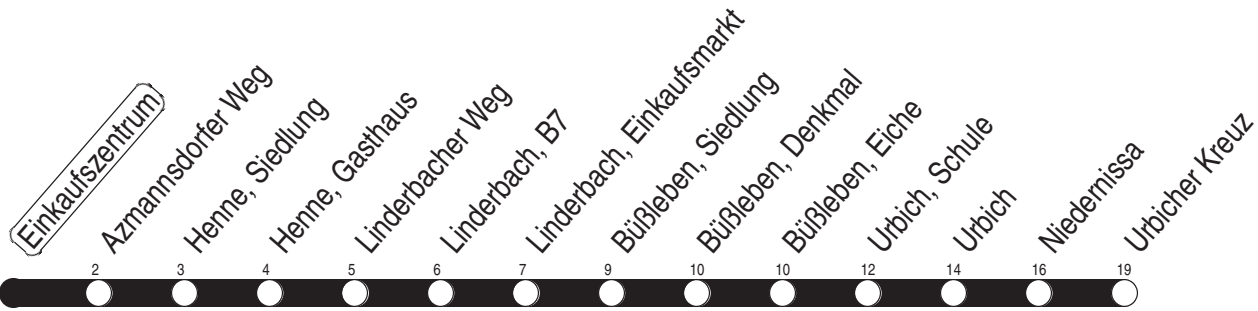 Einkaufszentrum
Azmannsdorfer Weg
Henne, Siedlung
Henne, Gasthaus
Linderbacher Weg
Linderbach, B7
Linderbach, Einkaufsmarkt
Büßleben, Siedlung
Büßleben, Denkmal
Büßleben, Eiche
Urbich, Schule
Urbich
Niedernissa
Urbicher Kreuz
2 3 4 5 6 7 9 10 10 12 14 16 19